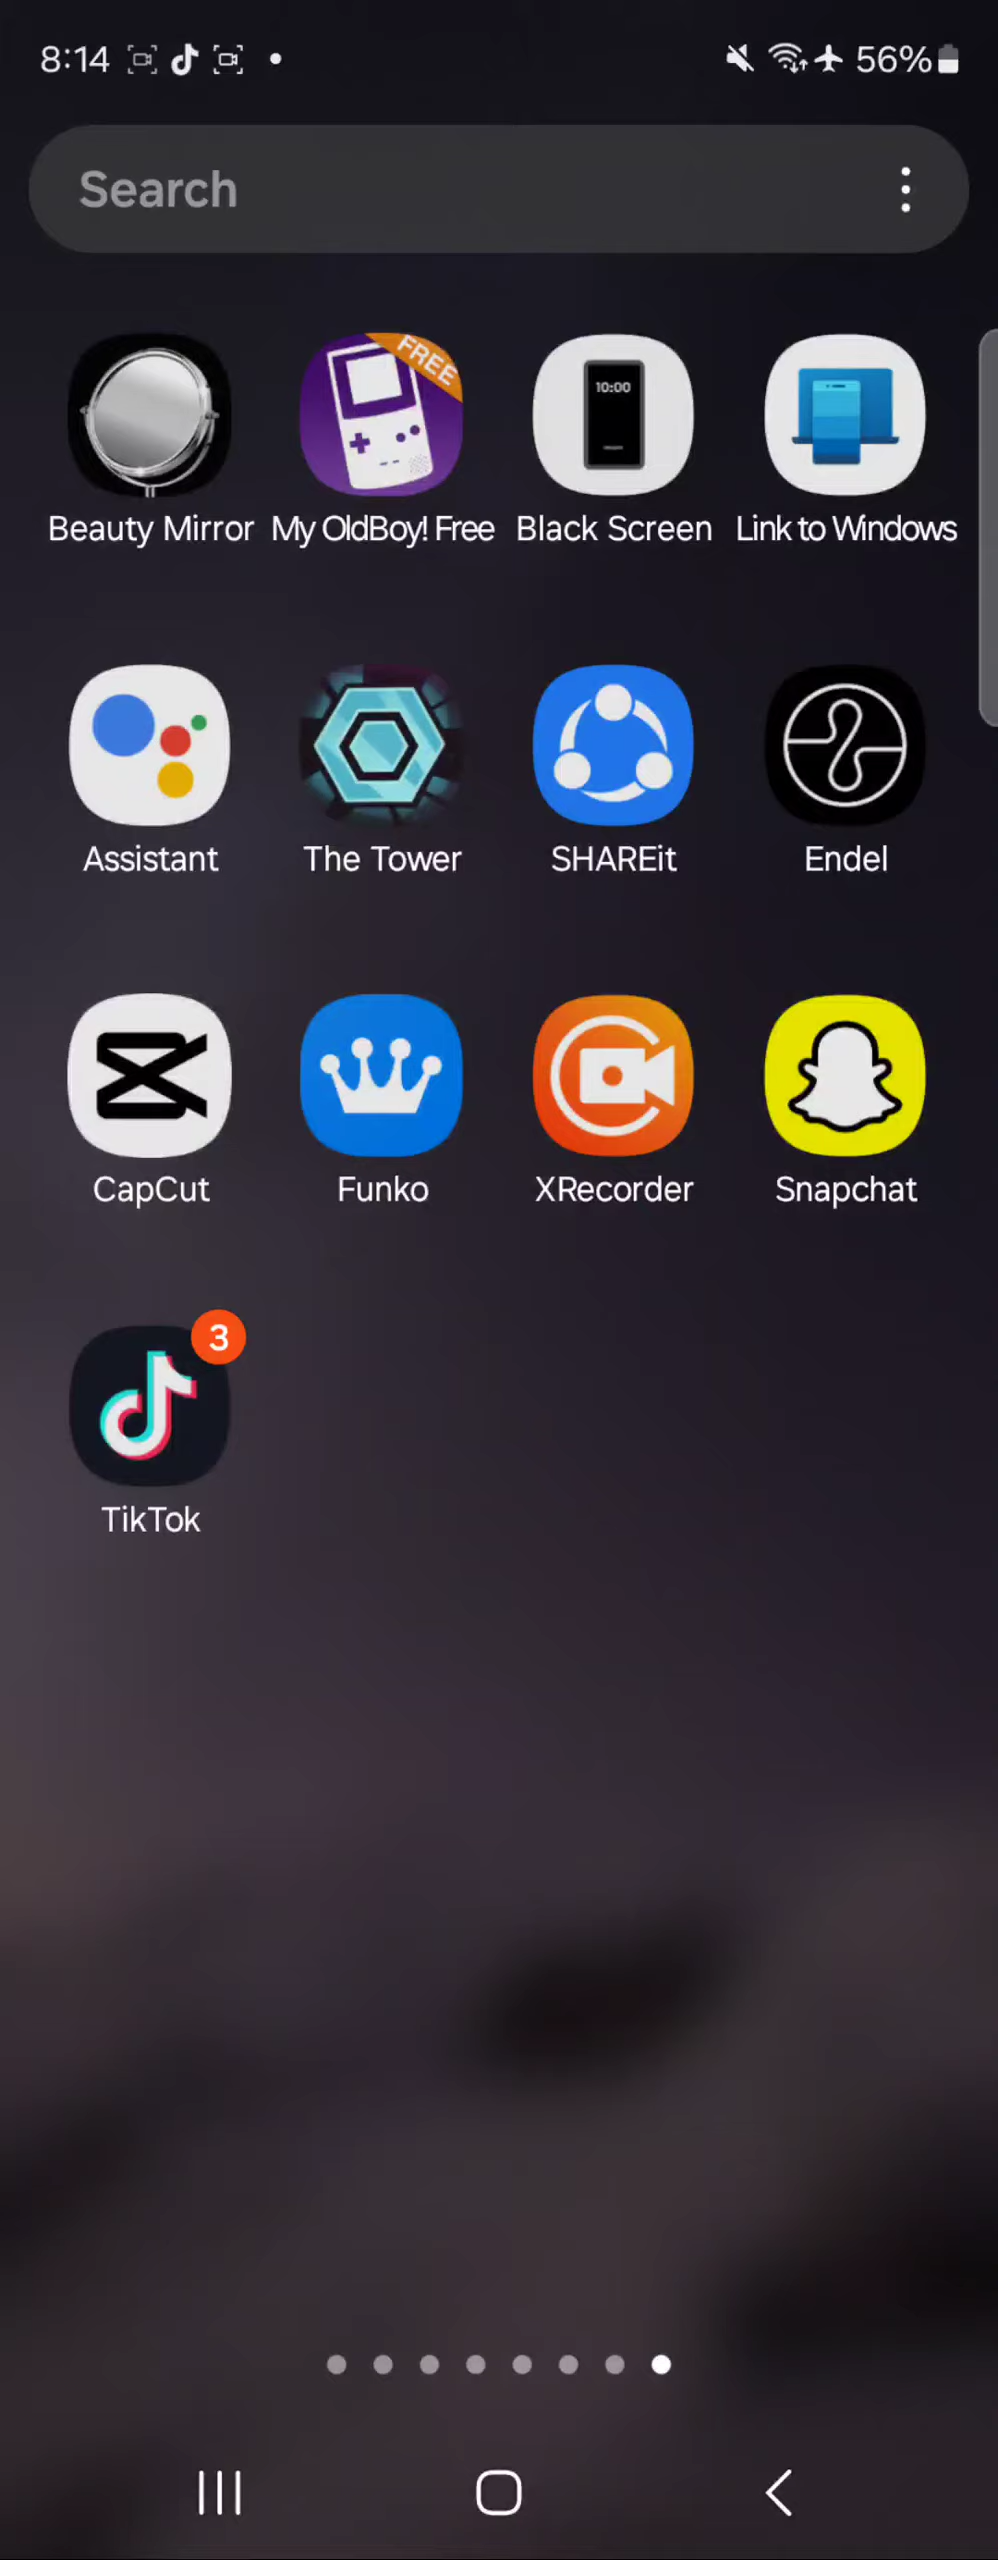 8:14
56%
Search
FREE
10:00
Beauty Mirror
My OldBoy! Free
Black Screen
Link to Windows
Assistant
The Tower
SHAREit
Endel
CapCut
Funko
XRecorder
Snapchat
3
TikTok